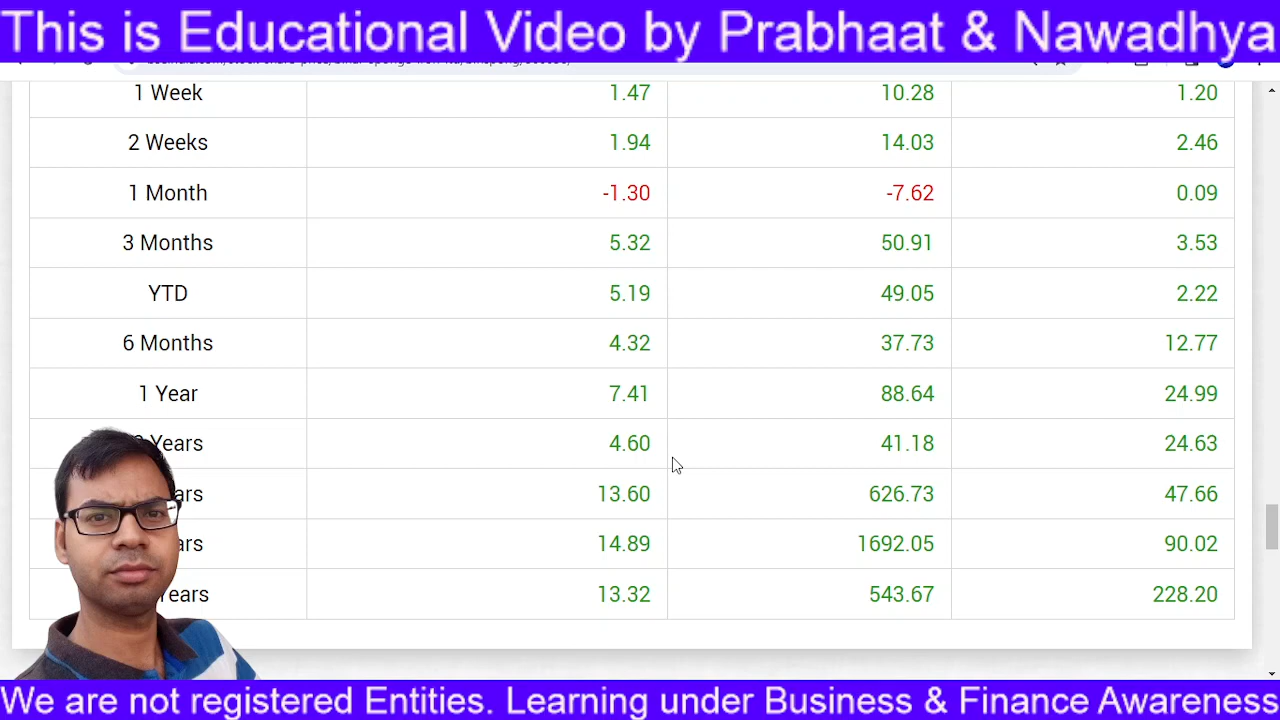 This is Educational Video by Prabhaat & Nawadhya
1 Week 1.47 10.28 1.20
2 Weeks 1.94 14.03 2.46
1 Month -1.30 -7.62 0.09
3 Months 5.32 50.91 3.53
YTD 5.19 49.05 2.22
6 Months 4.32 37.73 12.77
1 Year 7.41 88.64 24.99
Years 4.60 41.18 24.63
13.60 626.73 47.66
14.89 1692.05 90.02
13.32 543.67 228.20
We are not registered Entities. Learning under Business & Finance Awareness